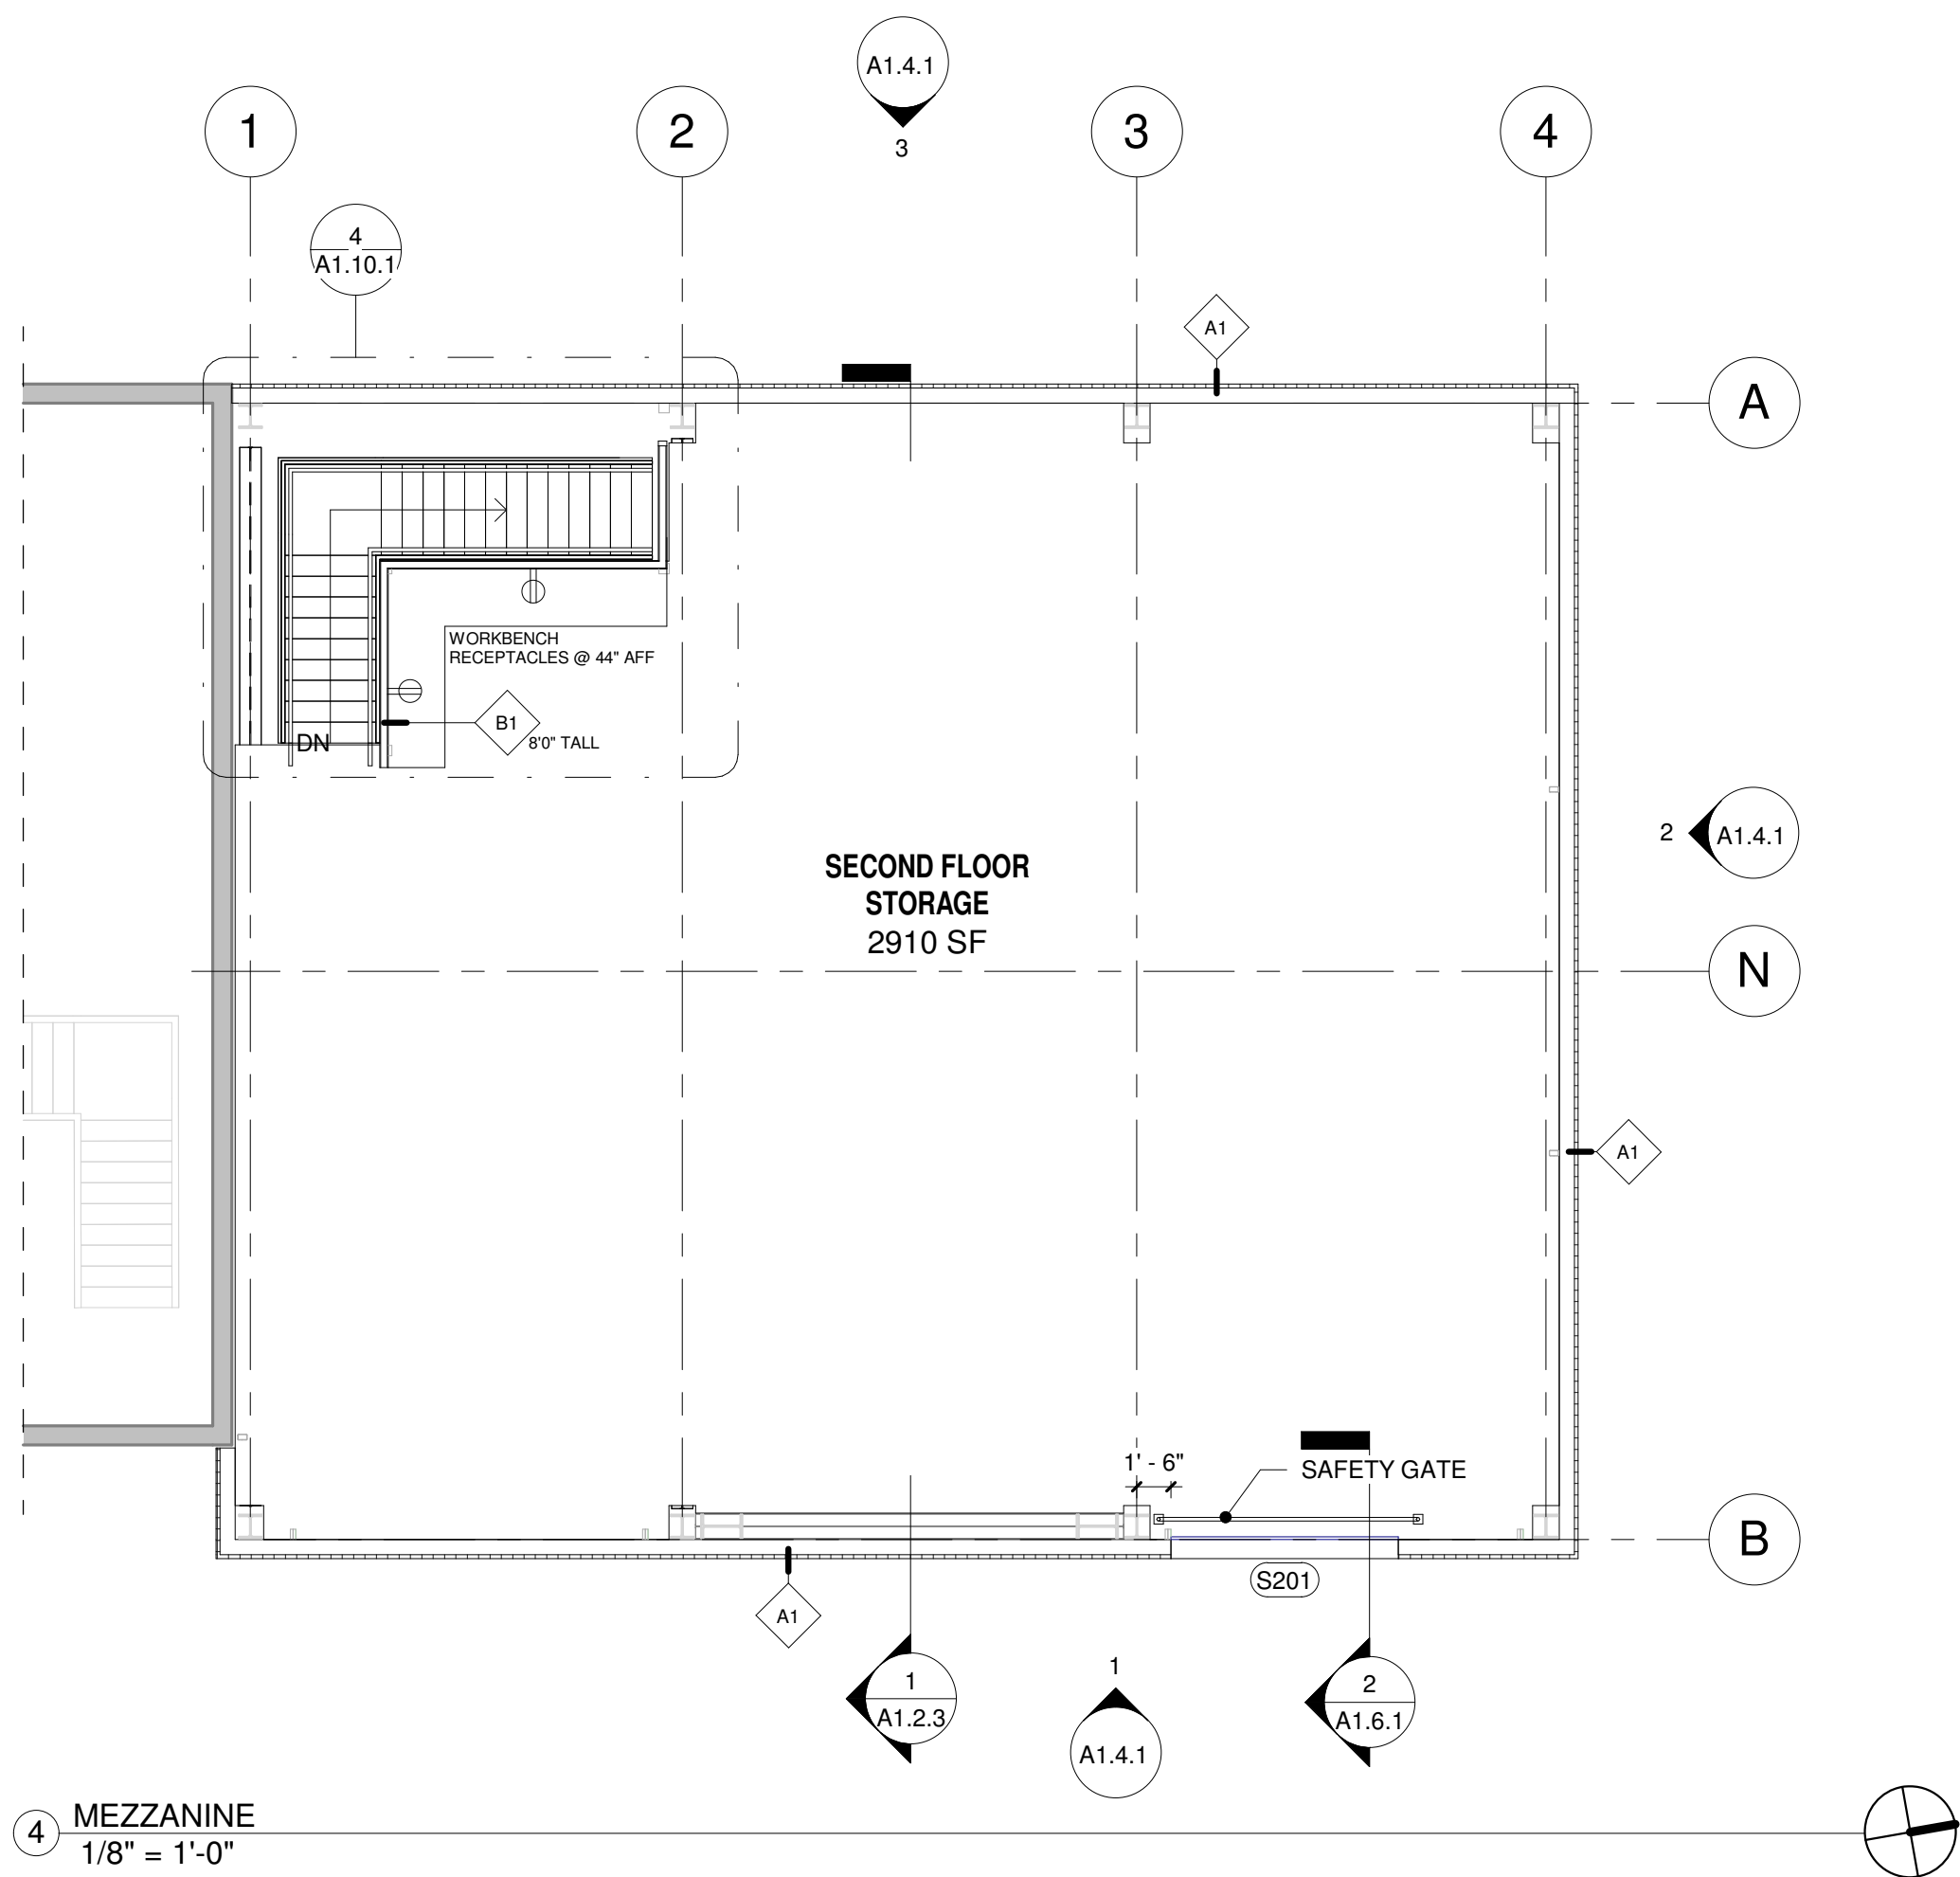 A1.4.1
3
1
2
3
4
4
A1.10.1
A1
A
WORKBENCH
RECEPTACLES @ 44" AFF
B1
8'0" TALL
DN
2
A1.4.1
SECOND FLOOR
STORAGE
2910 SF
N
A1
1' - 6"
SAFETY GATE
B
S201
A1
1
A1.2.3
1
A1.4.1
2
A1.6.1
4
MEZZANINE
1/8" = 1'-0"